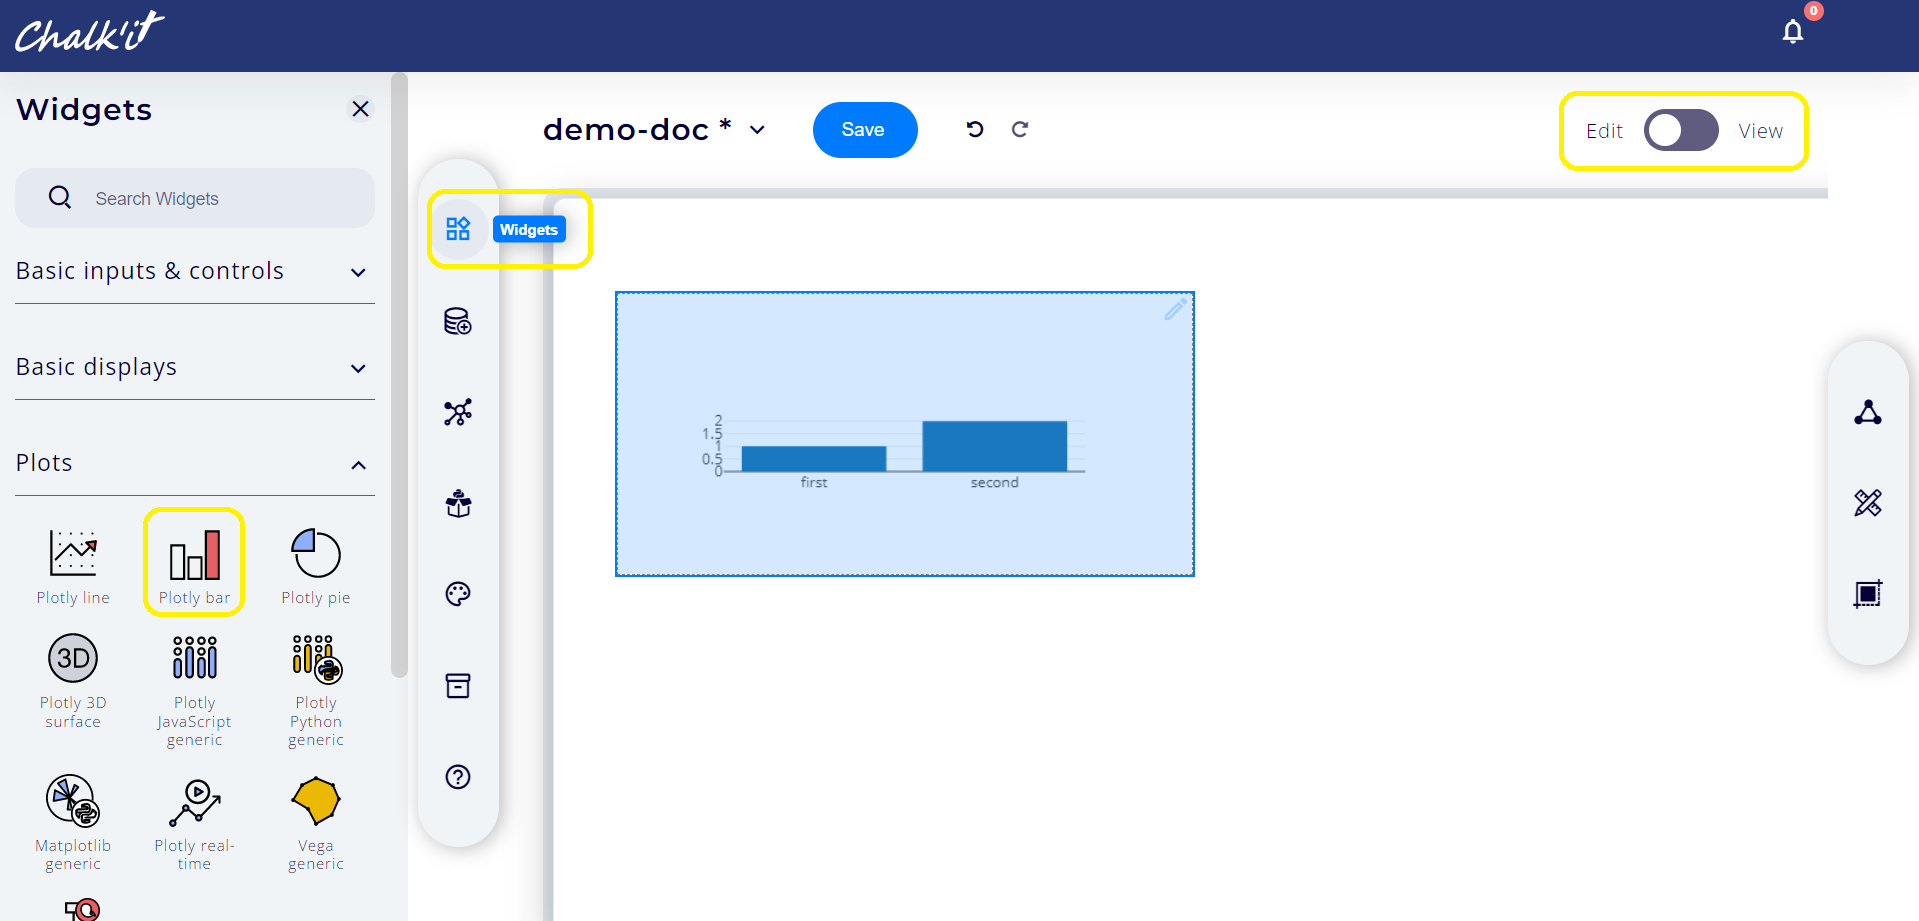 Chalk'it
0
Widgets
Search Widgets
Basic inputs & controls
Basic displays
Plots
Plotly line
Plotly bar
Plotly pie
3D
Plotly 3D
surface
Plotly
JavaScript
generic
Plotly
Python
generic
Matplotlib
generic
Plotly real-
time
Vega
generic
demo-doc *
Save
Edit
View
Widgets
2
1.5
1
0.5
0
first
second